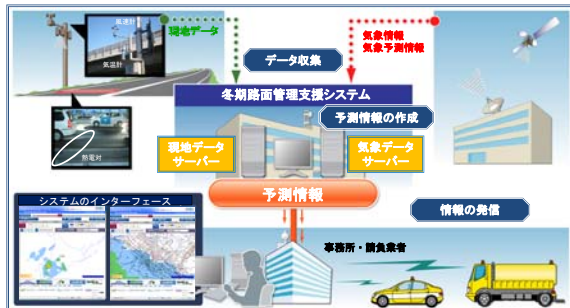 風速計
現地データ
気温計
気象情報
気象予測情報
データ収集
冬期路面管理支援システム
予測情報の作成
熱電対
現地データ
サーバー
気象データ
サーバー
予測情報
システムのインターフェース
情報の発信
事務所・請負業者